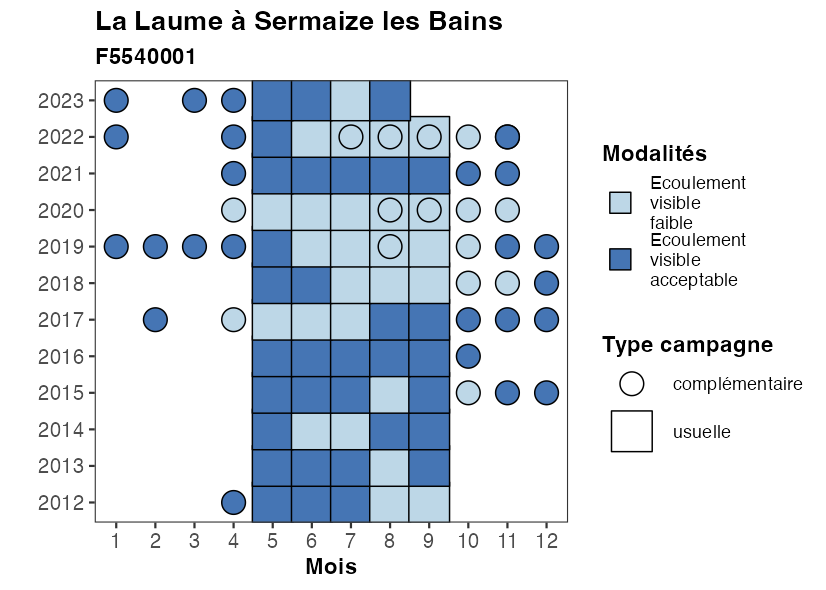 La Laume à Sermaize les Bains
F5540001
2023
2022
2021
2020
2019
2018
2017
2016
2015
2014
2013
2012
1 2 3 4 5 6 7 8 9 10 11 12
Mois
Modalités
Ecoulement
visible
faible
Ecoulement
visible
acceptable
Type campagne
complémentaire
usuelle